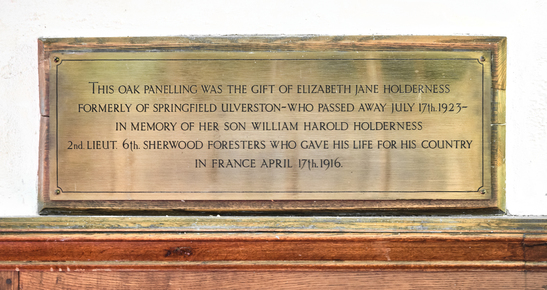 THIS OAK PANELLING WAS THE GIFT OF ELIZABETH JANE HOLDERNESS
FORMERLY OF SPRINGFIELD ULVERSTON-WHO PASSED AWAY JULY 17th.1923-
IN MEMORY OF HER SON WILLIAM HAROLD HOLDERNESS
2nd. LIEUT. 6th. SHERWOOD FORESTERS WHO GAVE HIS LIFE FOR HIS COUNTRY
IN FRANCE APRIL 17th. 1916.